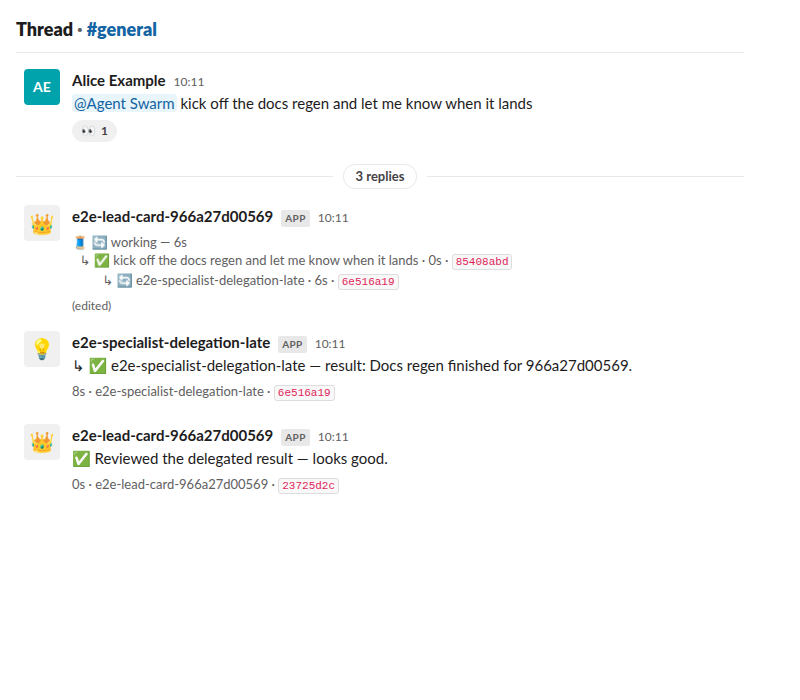 Thread • #general
AE
Alice Example 10:11
@Agent Swarm kick off the docs regen and let me know when it lands
👀 1
3 replies
e2e-lead-card-966a27d00569 APP 10:11
🧵 🔄 working — 6s
↳ ✅ kick off the docs regen and let me know when it lands · 0s · 85408abd
↳ 🔄 e2e-specialist-delegation-late · 6s · 6e516a19
(edited)
e2e-specialist-delegation-late APP 10:11
↳ ✅ e2e-specialist-delegation-late — result: Docs regen finished for 966a27d00569.
8s · e2e-specialist-delegation-late · 6e516a19
e2e-lead-card-966a27d00569 APP 10:11
✅ Reviewed the delegated result — looks good.
0s · e2e-lead-card-966a27d00569 · 23725d2c